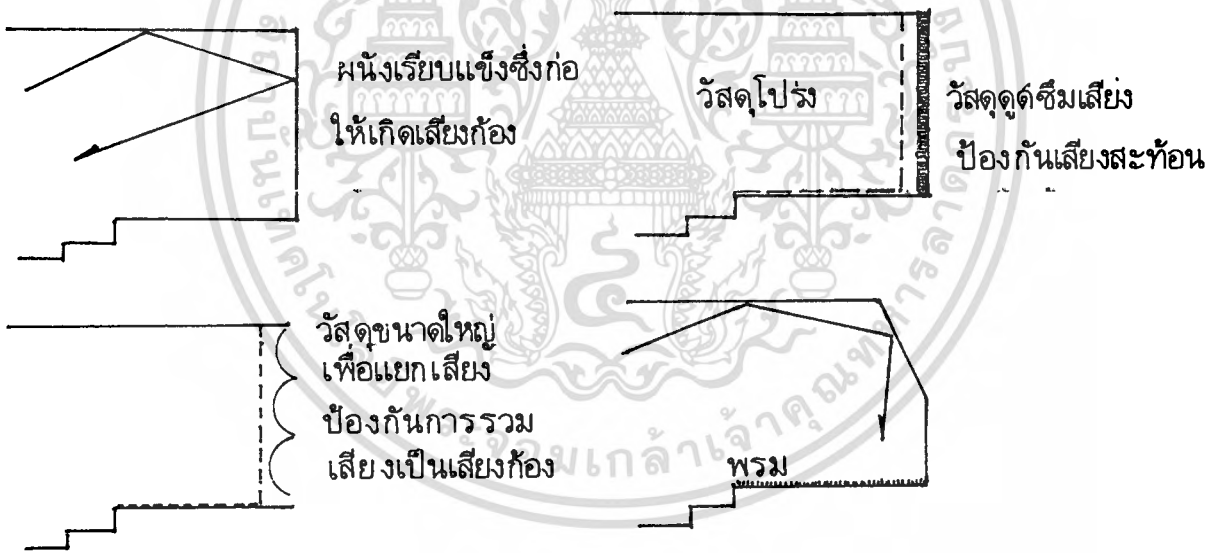 ผนังเรียบแข็งซึ่งก่อ
ให้เกิดเสียงก้อง
วัสดุโปร่ง
วัสดุดูดซึมเสียง
ป้องกันเสียงสะท้อน
วัสดุขนาดใหญ่
เพื่อแยกเสียง
ป้องกันการรวม
เสียงเป็นเสียงก้อง
พรม